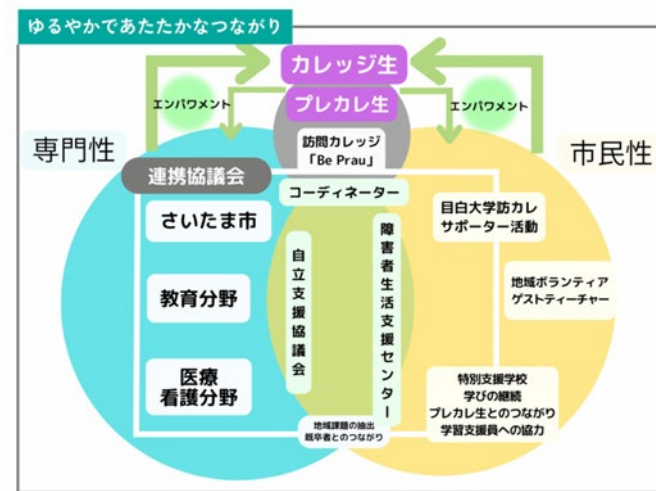 ゆるやかであたたかなつながり
カレッジ生
プレカレ生
エンパワメント
エンパワメント
専門性
市民性
訪問カレッジ
「Be Prau」
連携協議会
コーディネーター
さいたま市
教育分野
医療
看護分野
自立支援協議会
障害者生活支援センター
目白大学訪カレ
サポーター活動
地域ボランティア
ゲストティーチャー
特別支援学校
学びの継続
プレカレ生とのつながり
学習支援員への協力
地域課題の抽出
既卒者とのつながり